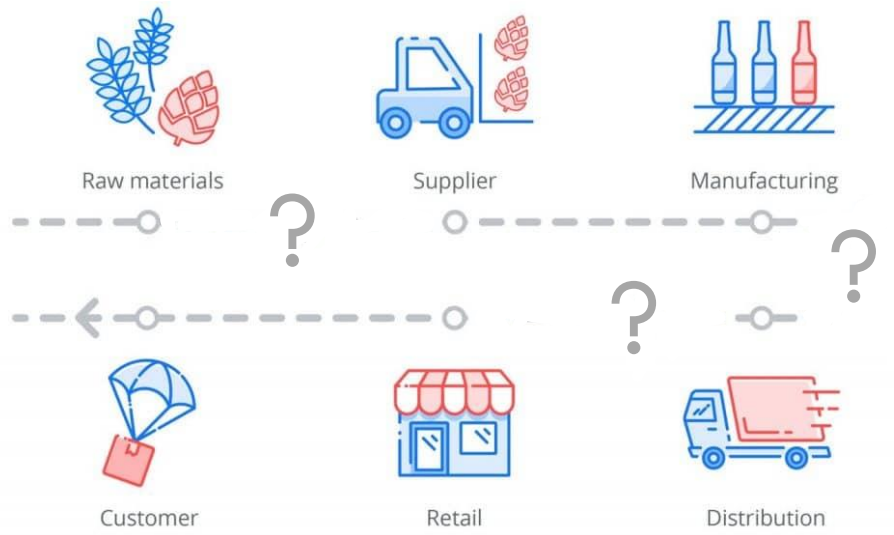 Raw materials
Supplier
Manufacturing
?
?
?
Customer
Retail
Distribution